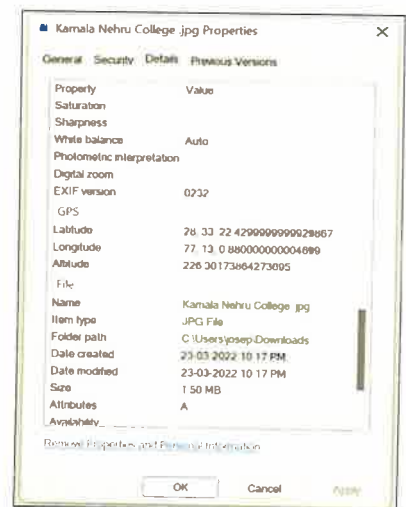 Kamala Nehru College .jpg Properties
General Security Details Previous Versions
Property Value
Saturation
Sharpness
White balance Auto
Photometric interpretation
Digital zoom
EXIF version 0232
GPS
Latitude 28; 33; 22.4299999999929867
Longitude 77; 13; 0.880000000004699
Altitude 226.30173864273095
File
Name Kamala Nehru College .jpg
Item type JPG File
Folder path C:\Users\josep\Downloads
Date created 23-03-2022 10:17 PM
Date modified 23-03-2022 10:17 PM
Size 1.50 MB
Attributes A
Availability
Remove Properties and Personal Information
OK Cancel Apply